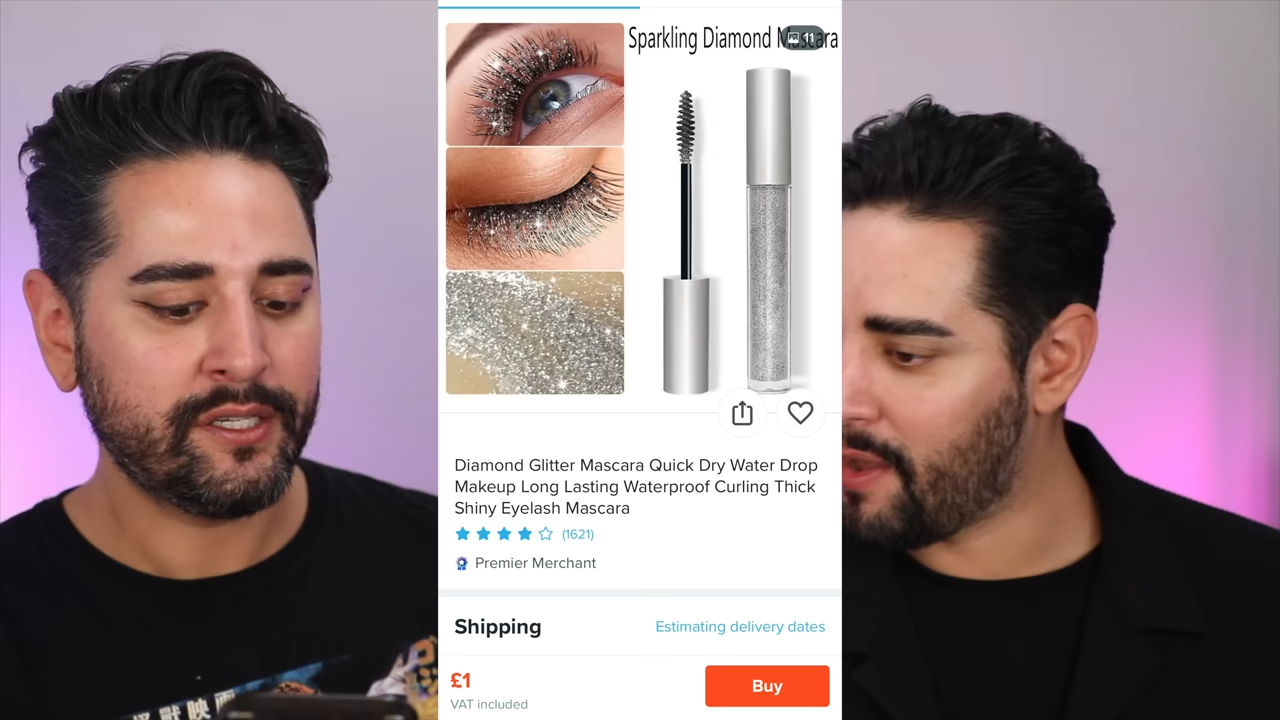 Sparkling Diamond Mascara
11
Diamond Glitter Mascara Quick Dry Water Drop
Makeup Long Lasting Waterproof Curling Thick
Shiny Eyelash Mascara
(1621)
Premier Merchant
Shipping
Estimating delivery dates
£1
VAT included
Buy